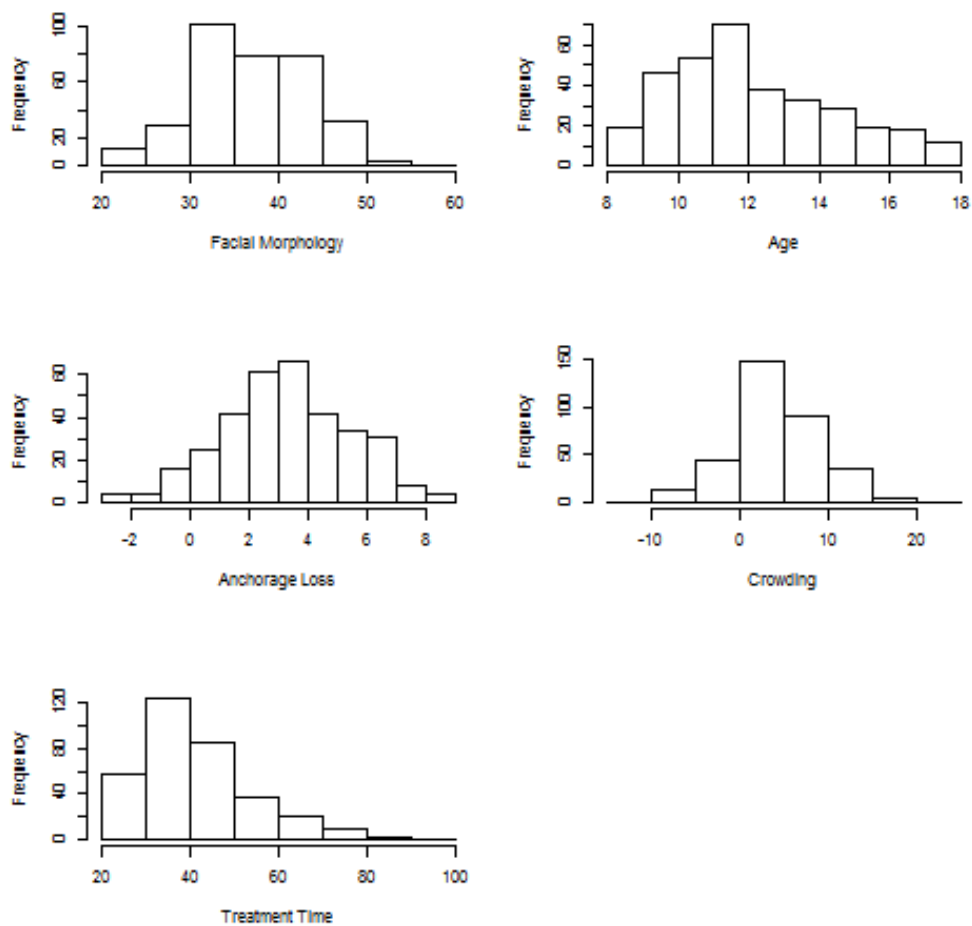 Frequency
0 20 60 100
20 30 40 50 60
Facial Morphology
Frequency
0 20 40 60
8 10 12 14 16 18
Age
Frequency
0 20 40 60
-2 0 2 4 6 8
Anchorage Loss
Frequency
0 50 100 150
-10 0 10 20
Crowding
Frequency
0 40 80 120
20 40 60 80 100
Treatment Time